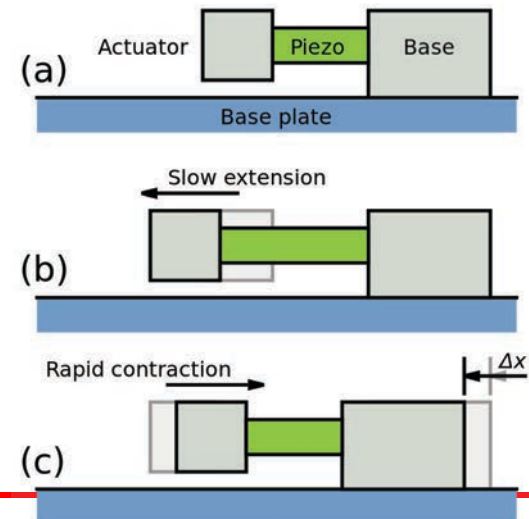 Actuator Piezo Base
(a)
Base plate
Slow extension
(b)
Rapid contraction Δx
(c)